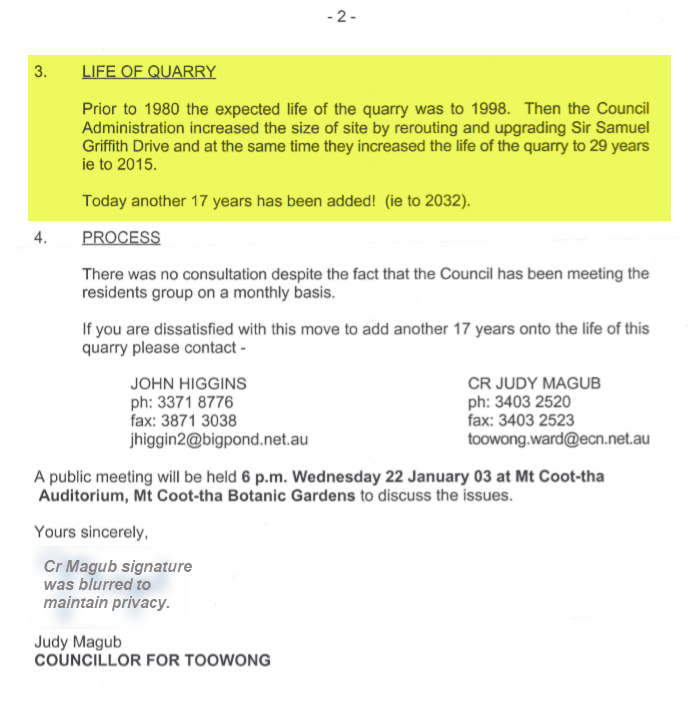 - 2 -
3. LIFE OF QUARRY
Prior to 1980 the expected life of the quarry was to 1998. Then the Council
Administration increased the size of site by rerouting and upgrading Sir Samuel
Griffith Drive and at the same time they increased the life of the quarry to 29 years
ie to 2015.
Today another 17 years has been added! (ie to 2032).
4. PROCESS
There was no consultation despite the fact that the Council has been meeting the
residents group on a monthly basis.
If you are dissatisfied with this move to add another 17 years onto the life of this
quarry please contact -
JOHN HIGGINS CR JUDY MAGUB
ph: 3371 8776 ph: 3403 2520
fax: 3871 3038 fax: 3403 2523
jhiggin2@bigpond.net.au toowong.ward@ecn.net.au
A public meeting will be held 6 p.m. Wednesday 22 January 03 at Mt Coot-tha
Auditorium, Mt Coot-tha Botanic Gardens to discuss the issues.
Yours sincerely,
Cr Magub signature
was blurred to
maintain privacy.
Judy Magub
COUNCILLOR FOR TOOWONG